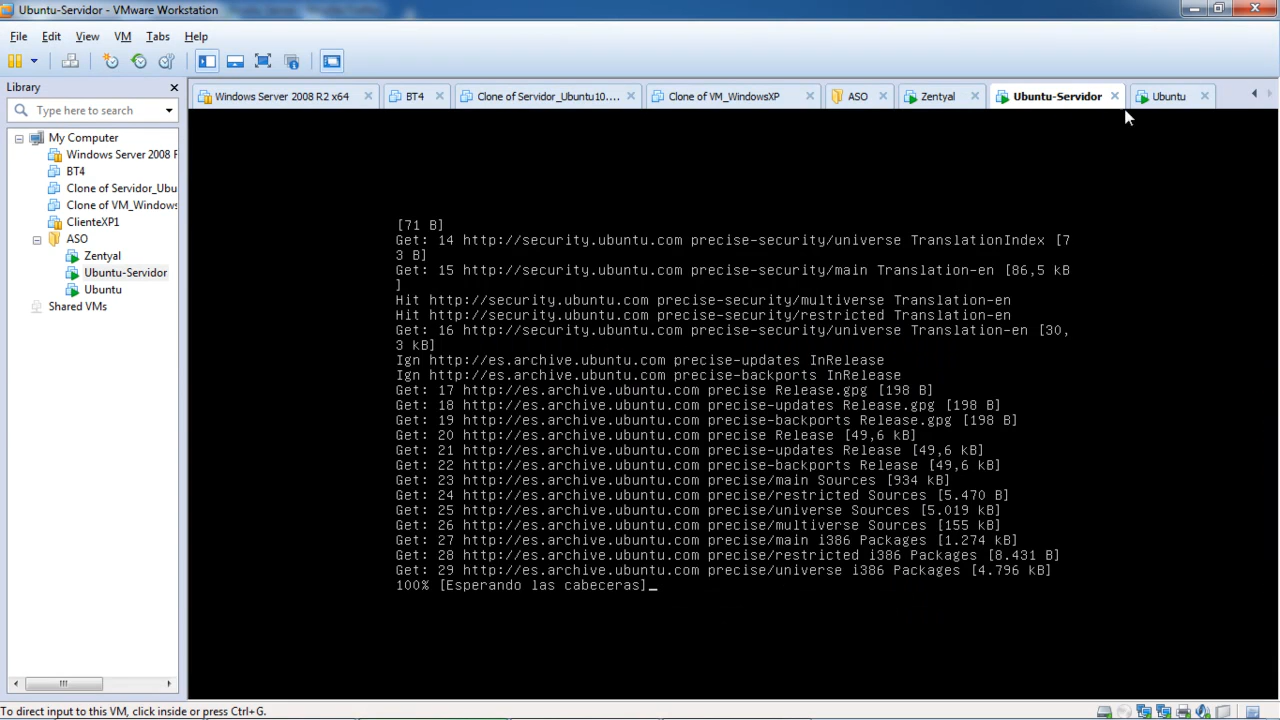 Ubuntu-Servidor - VMware Workstation
File Edit View VM Tabs Help
Library
Type here to search
My Computer
Windows Server 2008 R
BT4
Clone of Servidor_Ubu
Clone of VM_Windows
ClienteXP1
ASO
Zentyal
Ubuntu-Servidor
Ubuntu
Shared VMs
Windows Server 2008 R2 x64 BT4 Clone of Servidor_Ubuntu10.... Clone of VM_WindowsXP ASO Zentyal Ubuntu-Servidor Ubuntu
[71 B]
Get: 14 http://security.ubuntu.com precise-security/universe TranslationIndex [7
3 B]
Get: 15 http://security.ubuntu.com precise-security/main Translation-en [86,5 kB
]
Hit http://security.ubuntu.com precise-security/multiverse Translation-en
Hit http://security.ubuntu.com precise-security/restricted Translation-en
Get: 16 http://security.ubuntu.com precise-security/universe Translation-en [30,
3 kB]
Ign http://es.archive.ubuntu.com precise-updates InRelease
Ign http://es.archive.ubuntu.com precise-backports InRelease
Get: 17 http://es.archive.ubuntu.com precise Release.gpg [198 B]
Get: 18 http://es.archive.ubuntu.com precise-updates Release.gpg [198 B]
Get: 19 http://es.archive.ubuntu.com precise-backports Release.gpg [198 B]
Get: 20 http://es.archive.ubuntu.com precise Release [49,6 kB]
Get: 21 http://es.archive.ubuntu.com precise-updates Release [49,6 kB]
Get: 22 http://es.archive.ubuntu.com precise-backports Release [49,6 kB]
Get: 23 http://es.archive.ubuntu.com precise/main Sources [934 kB]
Get: 24 http://es.archive.ubuntu.com precise/restricted Sources [5.470 B]
Get: 25 http://es.archive.ubuntu.com precise/universe Sources [5.019 kB]
Get: 26 http://es.archive.ubuntu.com precise/multiverse Sources [155 kB]
Get: 27 http://es.archive.ubuntu.com precise/main i386 Packages [1.274 kB]
Get: 28 http://es.archive.ubuntu.com precise/restricted i386 Packages [8.431 B]
Get: 29 http://es.archive.ubuntu.com precise/universe i386 Packages [4.796 kB]
100% [Esperando las cabeceras]_
To direct input to this VM, click inside or press Ctrl+G.